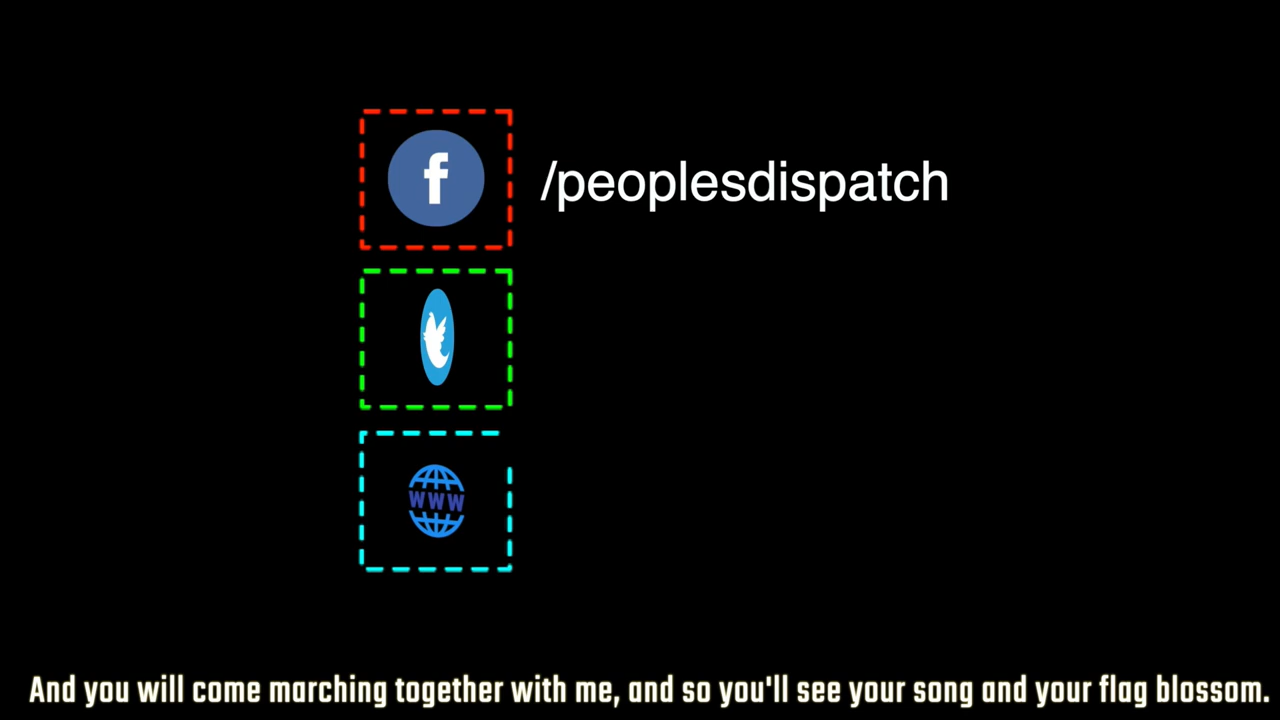 f
/peoplesdispatch
WWW
And you will come marching together with me, and so you'll see your song and your flag blossom.